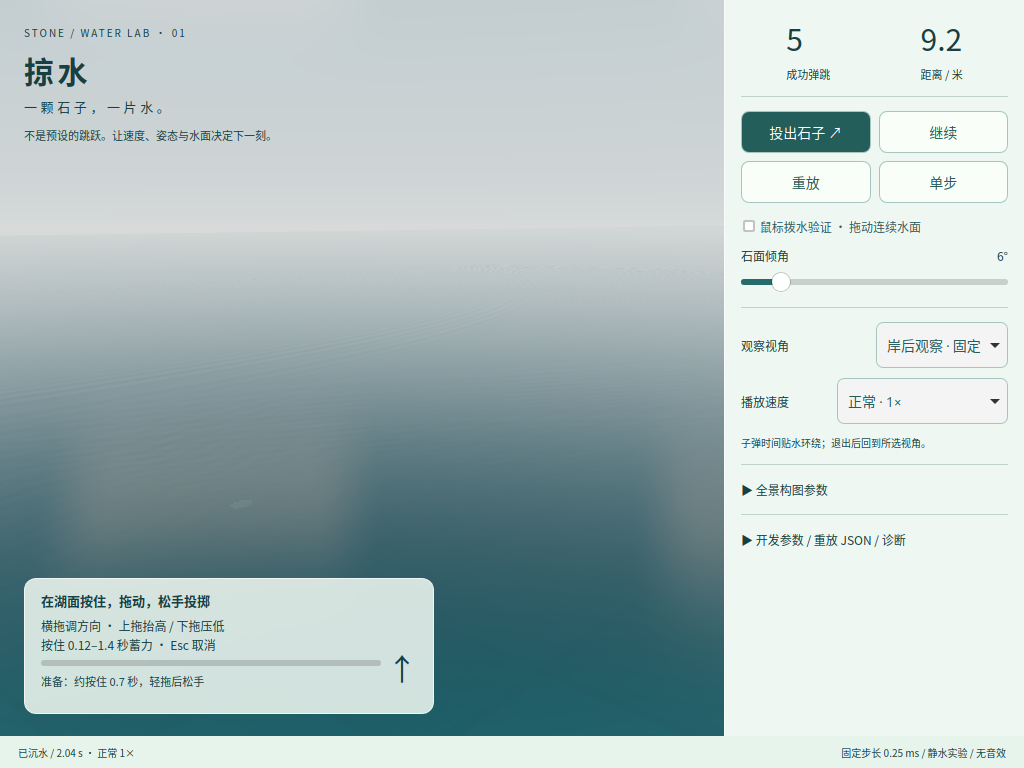 STONE / WATER LAB · 01
掠水
一颗石子，一片水。
不是预设的跳跃。让速度、姿态与水面决定下一刻。
5
9.2
成功弹跳
距离 / 米
投出石子 ↗
继续
重放
单步
鼠标拨水验证 · 拖动连续水面
石面倾角
6°
观察视角
岸后观察 · 固定
播放速度
正常 · 1×
子弹时间贴水环绕；退出后回到所选视角。
▶ 全景构图参数
▶ 开发参数 / 重放 JSON / 诊断
在湖面按住，拖动，松手投掷
横拖调方向 · 上拖抬高 / 下拖压低
按住 0.12–1.4 秒蓄力 · Esc 取消
↑
准备：约按住 0.7 秒，轻拖后松手
已沉水 / 2.04 s · 正常 1×
固定步长 0.25 ms / 静水实验 / 无音效